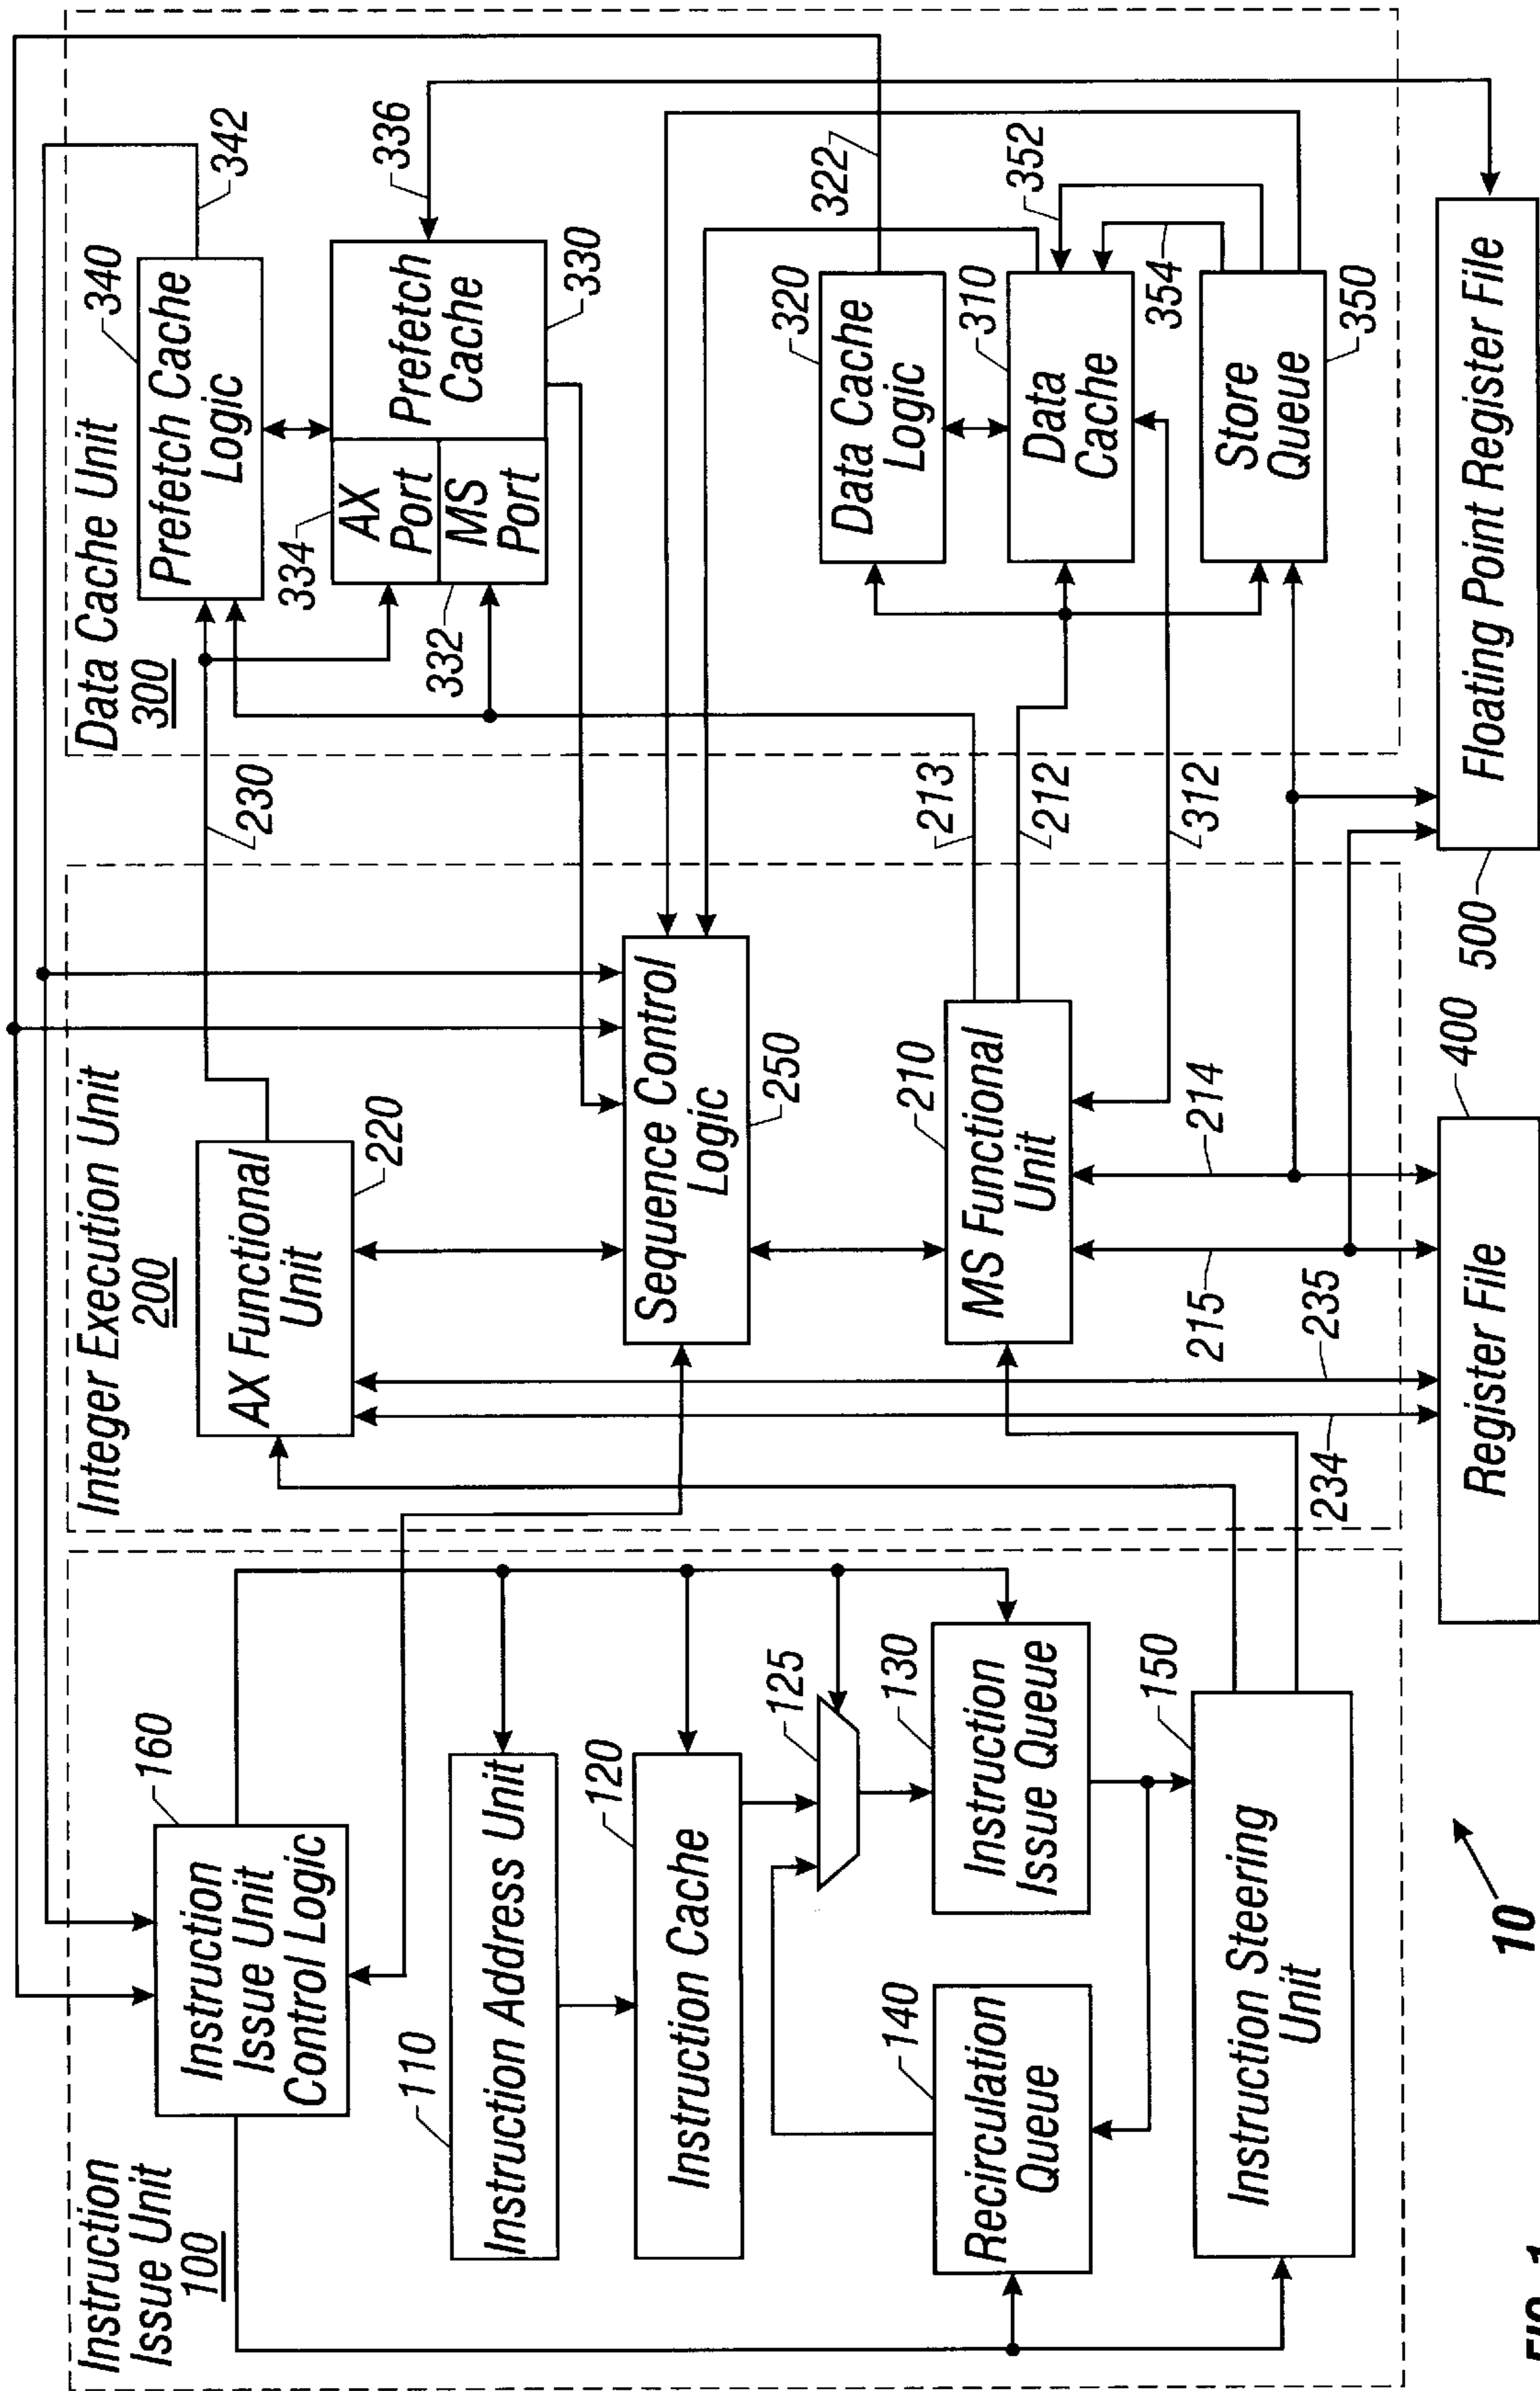 Instruction
Issue Unit
100
160
Instruction
Issue Unit
Control Logic
110
Instruction Address Unit
120
Instruction Cache
125
130
Instruction
Issue Queue
140
Recirculation
Queue
150
Instruction Steering
Unit
Integer Execution Unit
200
AX Functional
Unit
220
230
Sequence Control
Logic
250
210
MS Functional
Unit
213
212
312
214
215
235
234
Data Cache Unit
300
340
Prefetch Cache
Logic
342
334
AX
Port
MS
Port
332
Prefetch
Cache
336
330
322
320
Data Cache
Logic
310
Data
Cache
352
354
Store
Queue
350
400
Register File
500
Floating Point Register File
10
FIG. 1